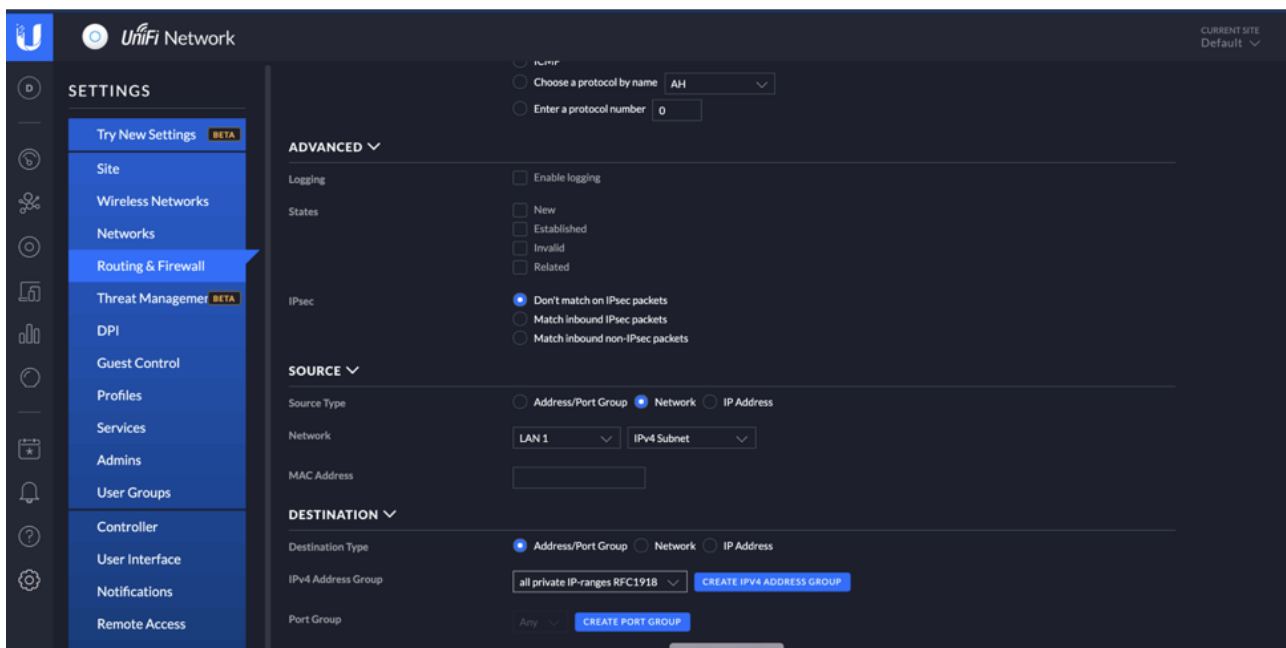 U
UniFi Network
CURRENT SITE
Default
D
SETTINGS
Try New Settings BETA
Site
Wireless Networks
Networks
Routing & Firewall
Threat Managemer BETA
DPI
Guest Control
Profiles
Services
Admins
User Groups
Controller
User Interface
Notifications
Remote Access
ICMP
Choose a protocol by name AH
Enter a protocol number 0
ADVANCED
Logging Enable logging
States New
Established
Invalid
Related
IPsec Don't match on IPsec packets
Match inbound IPsec packets
Match inbound non-IPsec packets
SOURCE
Source Type Address/Port Group Network IP Address
Network LAN 1 IPv4 Subnet
MAC Address
DESTINATION
Destination Type Address/Port Group Network IP Address
IPv4 Address Group all private IP-ranges RFC1918 CREATE IPV4 ADDRESS GROUP
Port Group Any CREATE PORT GROUP